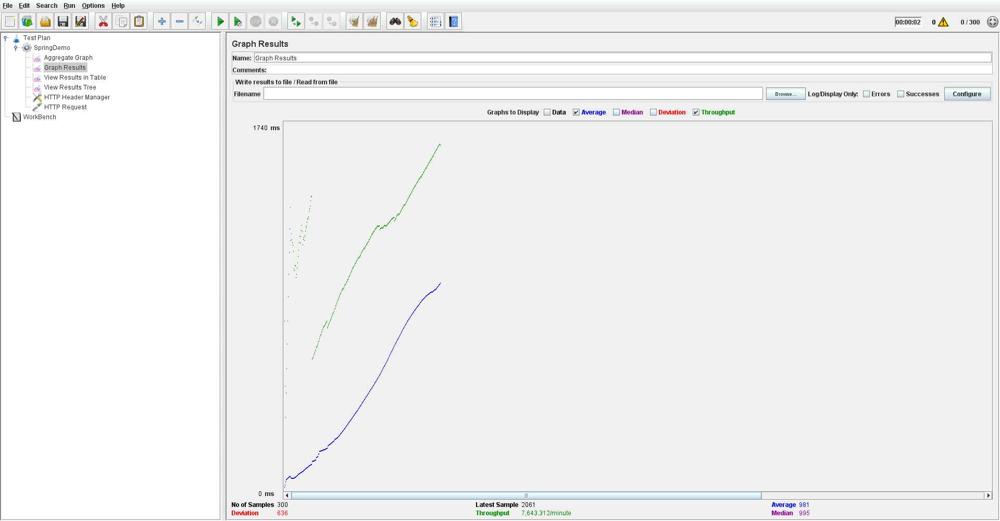 File Edit Search Run Options Help
00:00:02 0 0 / 300
Test Plan
SpringDemo
Aggregate Graph
Graph Results
View Results in Table
View Results Tree
HTTP Header Manager
HTTP Request
WorkBench
Graph Results
Name: Graph Results
Comments:
Write results to file / Read from file
Filename Browse... Log/Display Only: Errors Successes Configure
Graphs to Display Data Average Median Deviation Throughput
1740 ms
0 ms
No of Samples 300 Latest Sample 2061 Average 981
Deviation 636 Throughput 7,643.312/minute Median 995